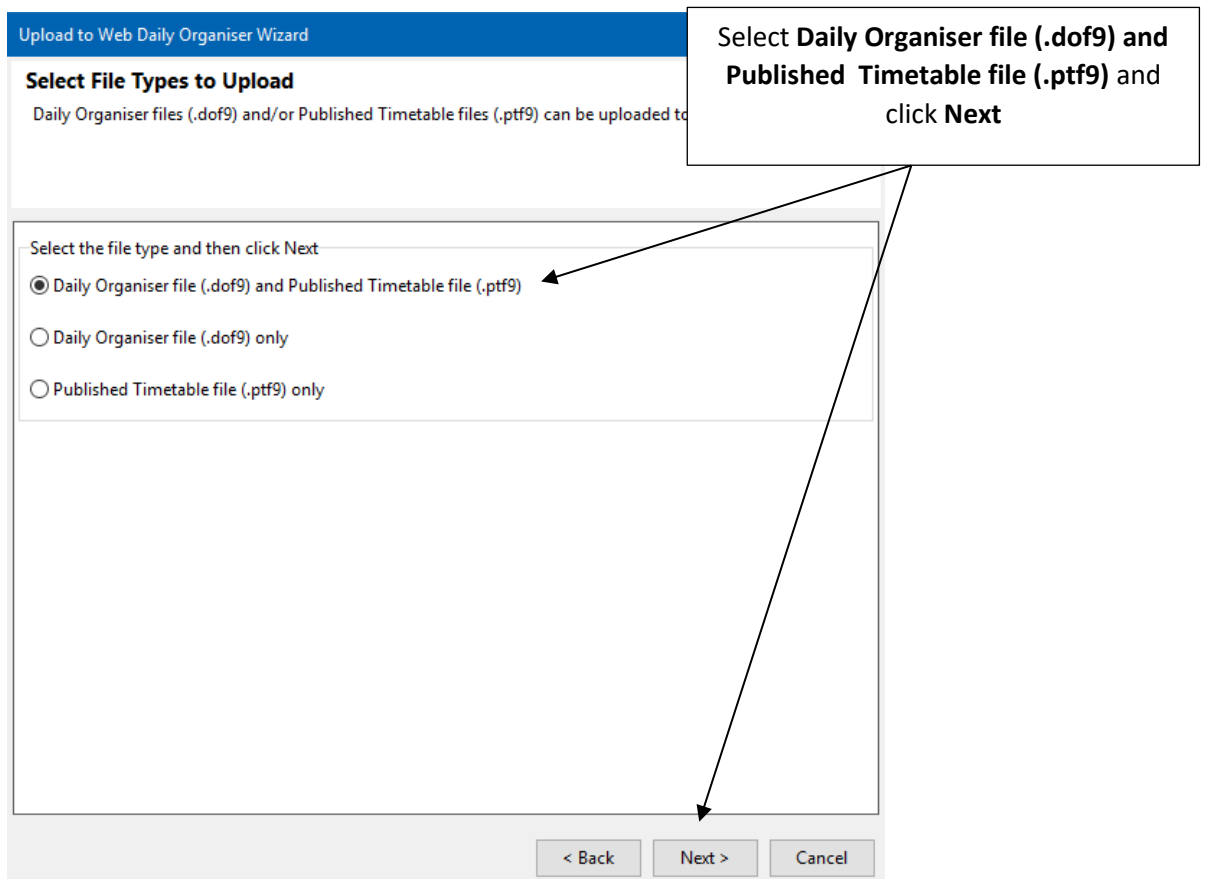 Upload to Web Daily Organiser Wizard
Select Daily Organiser file (.dof9) and
Published Timetable file (.ptf9) and
click Next
Select File Types to Upload
Daily Organiser files (.dof9) and/or Published Timetable files (.ptf9) can be uploaded to
Select the file type and then click Next
Daily Organiser file (.dof9) and Published Timetable file (.ptf9)
Daily Organiser file (.dof9) only
Published Timetable file (.ptf9) only
< Back Next > Cancel